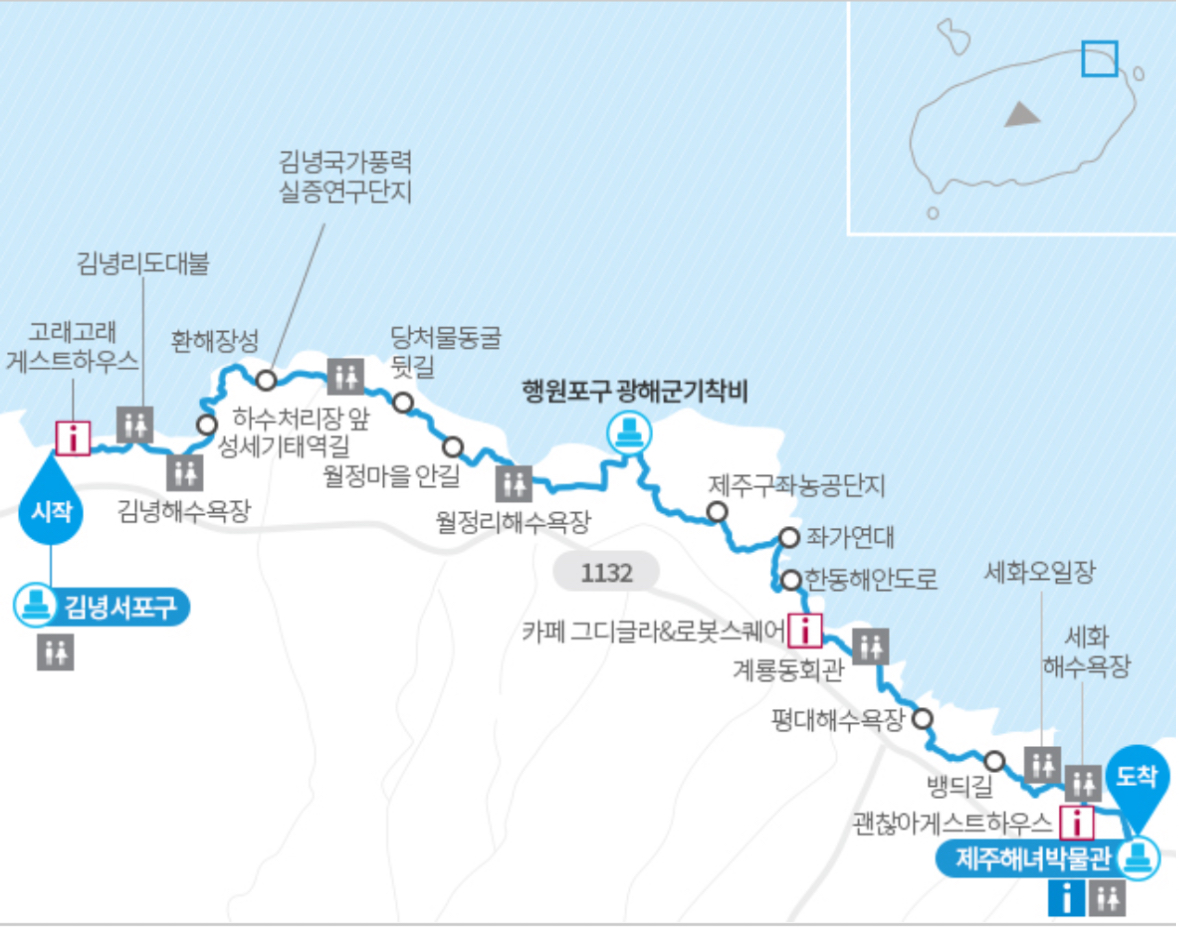 김녕국가풍력
실증연구단지
김녕리도대불
고래고래
게스트하우스
환해장성
당처물동굴
뒷길
행원포구 광해군기착비
하수처리장 앞
성세기태역길
월정마을 안길
제주구좌농공단지
시작
김녕해수욕장
월정리해수욕장
좌가연대
1132
세화오일장
한동해안도로
김녕서포구
카페 그디글라&로봇스퀘어
세화
해수욕장
계룡동회관
평대해수욕장
도착
뱅듸길
괜찮아게스트하우스
제주해녀박물관